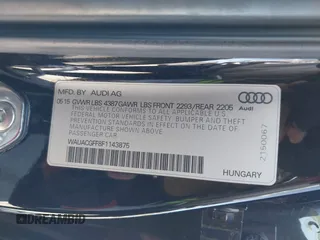 MFD. BY AUDI AG
06.15 GVWR LBS 4387 GAWR LBS FRONT 2293/REAR 2205
Audi
THIS VEHICLE CONFORMS TO ALL APPLICABLE U.S.
FEDERAL MOTOR VEHICLE SAFETY, BUMPER AND THEFT
PREVENTION STANDARDS IN EFFECT ON THE DATE OF
MANUFACTURE SHOWN ABOVE.
PASSENGER CAR
WAUACGFF8F1143875
2150067
HUNGARY
DREAMBID